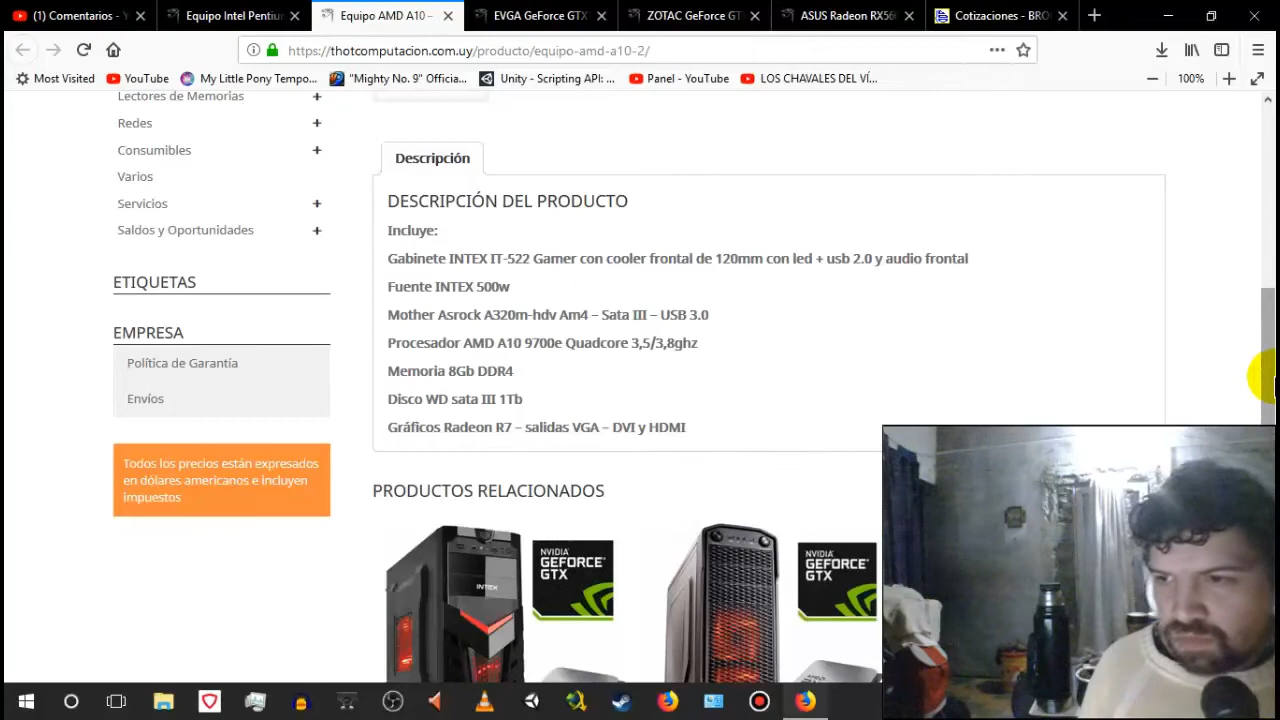 (1) Comentarios - Y
Equipo Intel Pentium
Equipo AMD A10 –
EVGA GeForce GTX
ZOTAC GeForce GT
ASUS Radeon RX56
Cotizaciones - BRO
https://thotcomputacion.com.uy/producto/equipo-amd-a10-2/
Most Visited
YouTube
My Little Pony Tempo...
"Mighty No. 9" Officia...
Unity - Scripting API: ...
Panel - YouTube
LOS CHAVALES DEL VÍ...
100%
Lectores de Memorias +
Redes +
Consumibles +
Varios
Servicios +
Saldos y Oportunidades +
ETIQUETAS
EMPRESA
Política de Garantía
Envíos
Todos los precios están expresados
en dólares americanos e incluyen
impuestos
Descripción
DESCRIPCIÓN DEL PRODUCTO
Incluye:
Gabinete INTEX IT-522 Gamer con cooler frontal de 120mm con led + usb 2.0 y audio frontal
Fuente INTEX 500w
Mother Asrock A320m-hdv Am4 – Sata III – USB 3.0
Procesador AMD A10 9700e Quadcore 3,5/3,8ghz
Memoria 8Gb DDR4
Disco WD sata III 1Tb
Gráficos Radeon R7 – salidas VGA – DVI y HDMI
PRODUCTOS RELACIONADOS
INTEX
NVIDIA
GEFORCE
GTX
NVIDIA
GEFORCE
GTX